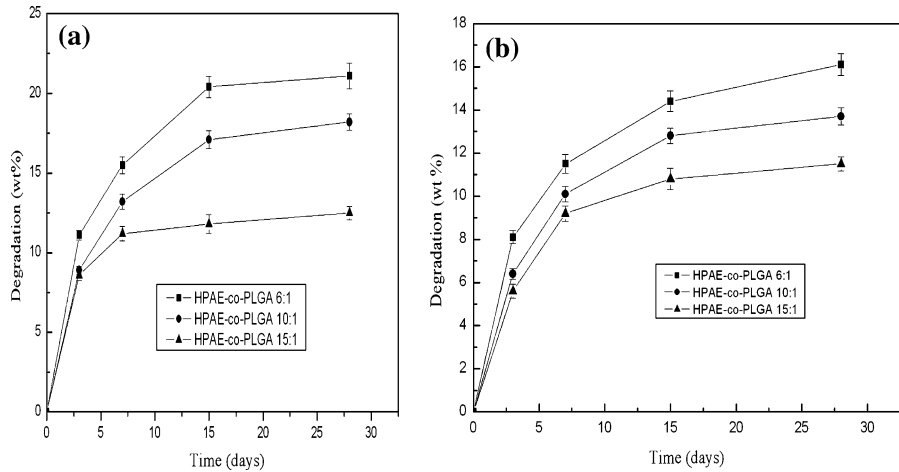 (a)
25
20
15
10
5
0
Degradation (wt%)
HPAE-co-PLGA 6:1
HPAE-co-PLGA 10:1
HPAE-co-PLGA 15:1
0 5 10 15 20 25 30
Time (days)
(b)
18
16
14
12
10
8
6
4
2
0
Degradation (wt %)
HPAE-co-PLGA 6:1
HPAE-co-PLGA 10:1
HPAE-co-PLGA 15:1
0 5 10 15 20 25 30
Time (days)